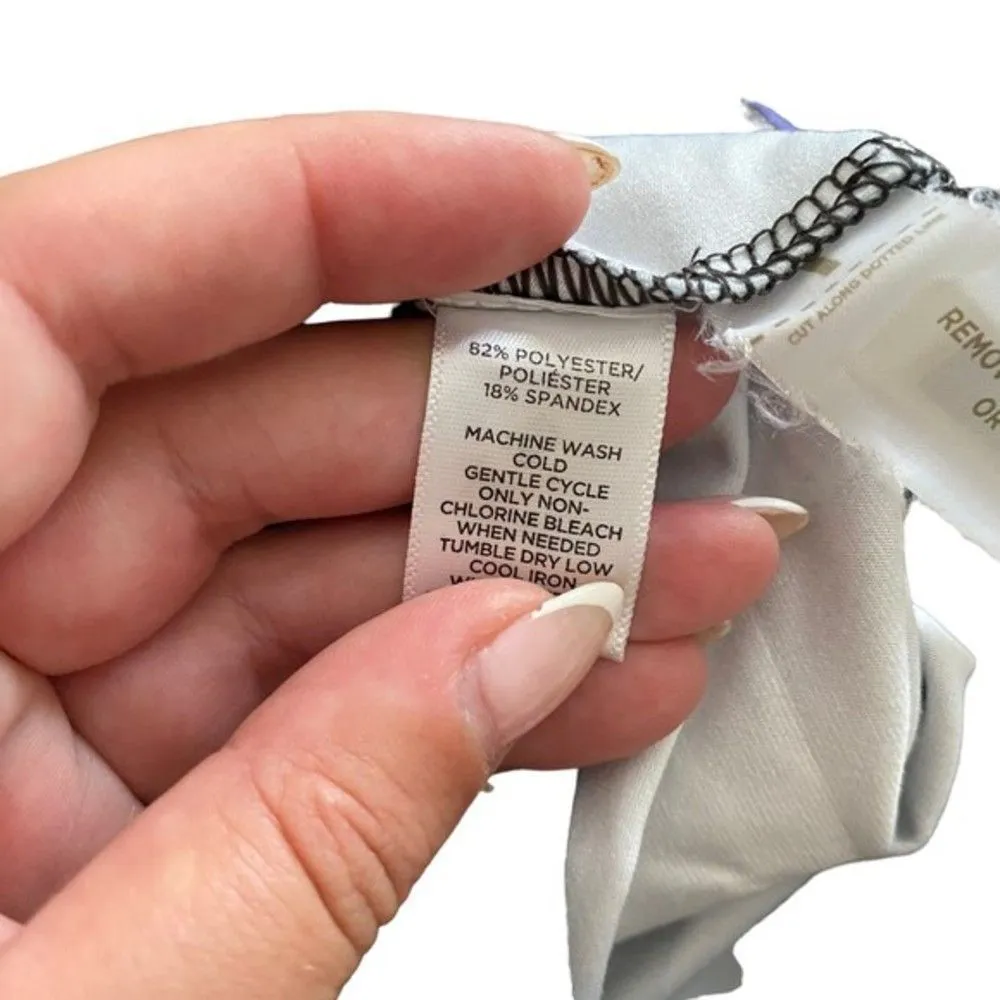 82% POLYESTER/
POLIÉSTER
18% SPANDEX
MACHINE WASH
COLD
GENTLE CYCLE
ONLY NON-
CHLORINE BLEACH
WHEN NEEDED
TUMBLE DRY LOW
COOL IRON
CUT ALONG DOTTED LINE
OR